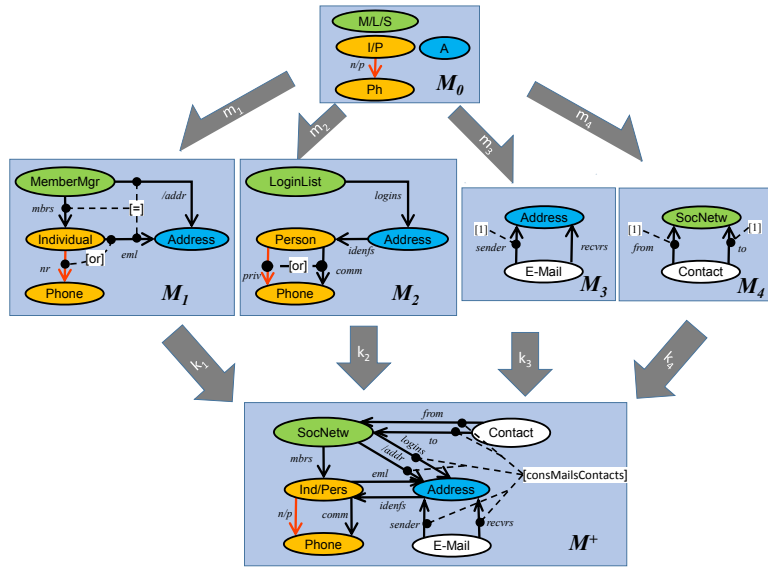 M/L/S
I/P
A
n/p
Ph
M0
m1
m2
m3
m4
MemberMgr
mbrs
/addr
[=]
Individual
Address
[or]
eml
nr
Phone
M1
LoginList
logins
Person
Address
idenfs
[or]
priv
comm
Phone
M2
Address
[1]
sender
recvrs
E-Mail
M3
SocNetw
[1]
[1]
from
to
Contact
M4
k1
k2
k3
k4
from
SocNetw
Contact
to
logins
/addr
mbrs
eml
[consMailsContacts]
Ind/Pers
Address
idenfs
n/p
comm
sender
recvrs
Phone
E-Mail
M+